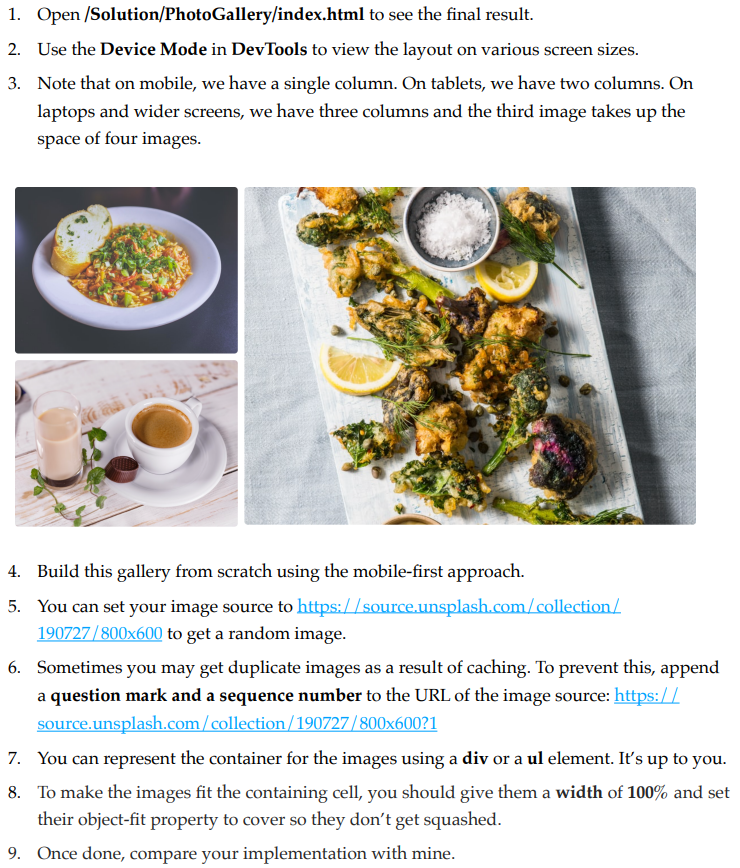 1. Open /Solution/PhotoGallery/index.html to see the final result.
2. Use the Device Mode in DevTools to view the layout on various screen sizes.
3. Note that on mobile, we have a single column. On tablets, we have two columns. On
laptops and wider screens, we have three columns and the third image takes up the
space of four images.
4. Build this gallery from scratch using the mobile-first approach.
5. You can set your image source to https://source.unsplash.com/collection/
190727/800x600 to get a random image.
6. Sometimes you may get duplicate images as a result of caching. To prevent this, append
a question mark and a sequence number to the URL of the image source: https://
source.unsplash.com/collection/190727/800x600?1
7. You can represent the container for the images using a div or a ul element. It’s up to you.
8. To make the images fit the containing cell, you should give them a width of 100% and set
their object-fit property to cover so they don’t get squashed.
9. Once done, compare your implementation with mine.